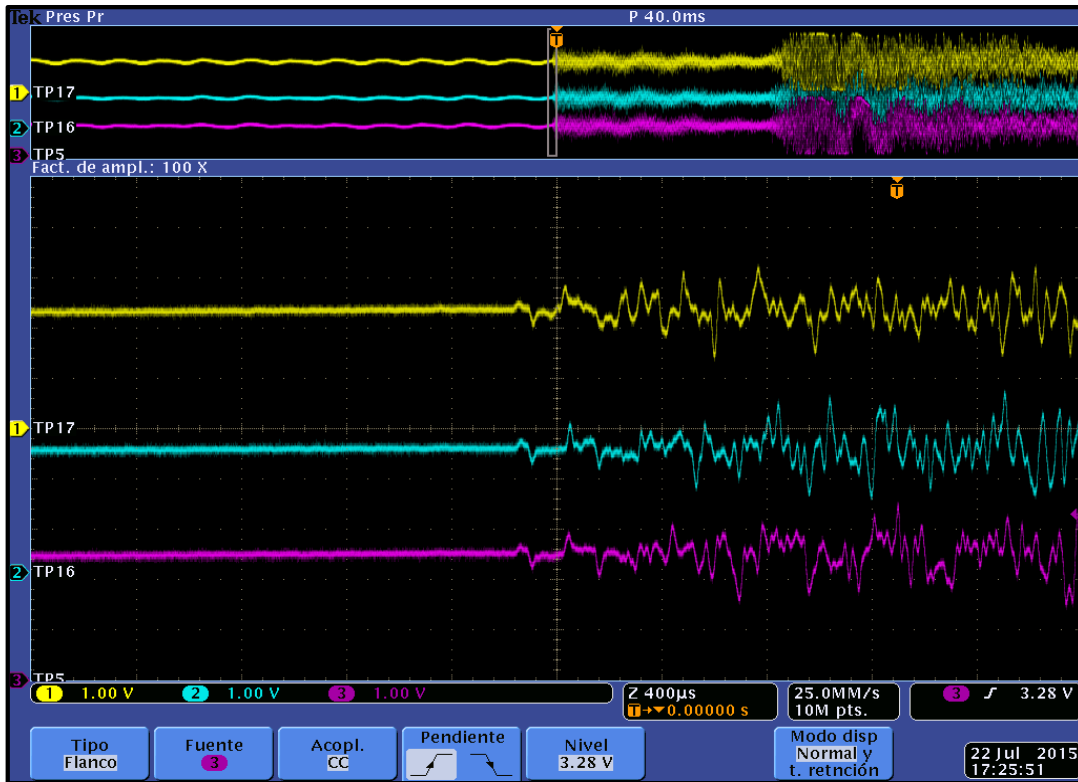 Tek Pres Pr P 40.0ms
T
1 TP17
2 TP16
3 TP5
Fact. de ampl.: 100 X
T
1 TP17
2 TP16
3 TP5
1 1.00 V 2 1.00 V 3 1.00 V
Z 400µs
T→▼0.00000 s
25.0MM/s
10M pts.
3 3.28 V
Tipo
Flanco
Fuente
3
Acopl.
CC
Pendiente
Nivel
3.28 V
Modo disp
Normal y
t. retnción
22 Jul 2015
17:25:51